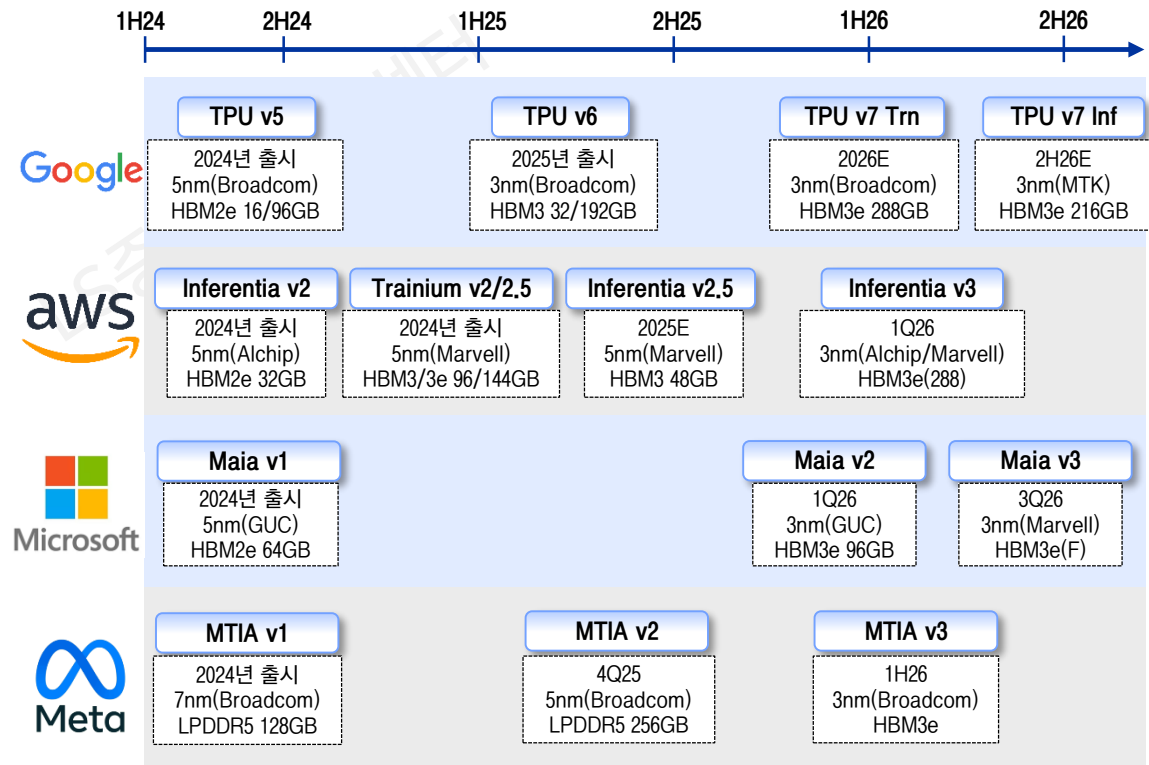 1H24 2H24 1H25 2H25 1H26 2H26
Google
TPU v5
2024년 출시
5nm(Broadcom)
HBM2e 16/96GB
TPU v6
2025년 출시
3nm(Broadcom)
HBM3 32/192GB
TPU v7 Trn
2026E
3nm(Broadcom)
HBM3e 288GB
TPU v7 Inf
2H26E
3nm(MTK)
HBM3e 216GB
aws
Inferentia v2
2024년 출시
5nm(Alchip)
HBM2e 32GB
Trainium v2/2.5
2024년 출시
5nm(Marvell)
HBM3/3e 96/144GB
Inferentia v2.5
2025E
5nm(Marvell)
HBM3 48GB
Inferentia v3
1Q26
3nm(Alchip/Marvell)
HBM3e(288)
Microsoft
Maia v1
2024년 출시
5nm(GUC)
HBM2e 64GB
Maia v2
1Q26
3nm(GUC)
HBM3e 96GB
Maia v3
3Q26
3nm(Marvell)
HBM3e(F)
Meta
MTIA v1
2024년 출시
7nm(Broadcom)
LPDDR5 128GB
MTIA v2
4Q25
5nm(Broadcom)
LPDDR5 256GB
MTIA v3
1H26
3nm(Broadcom)
HBM3e